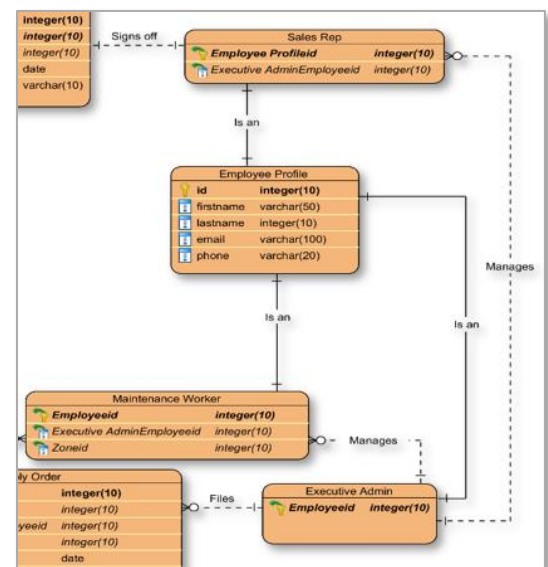 integer(10)
integer(10)
integer(10)
date
varchar(10)
Signs off
Sales Rep
Employee Profileid integer(10)
Executive AdminEmployeeid integer(10)
Is an
Employee Profile
id integer(10)
firstname varchar(50)
lastname integer(10)
email varchar(100)
phone varchar(20)
Manages
Is an
Is an
Maintenance Worker
Employeeid integer(10)
Executive AdminEmployeeid integer(10)
Zoneid integer(10)
Manages
ly Order
integer(10)
integer(10)
yeeid integer(10)
integer(10)
date
Files
Executive Admin
Employeeid integer(10)